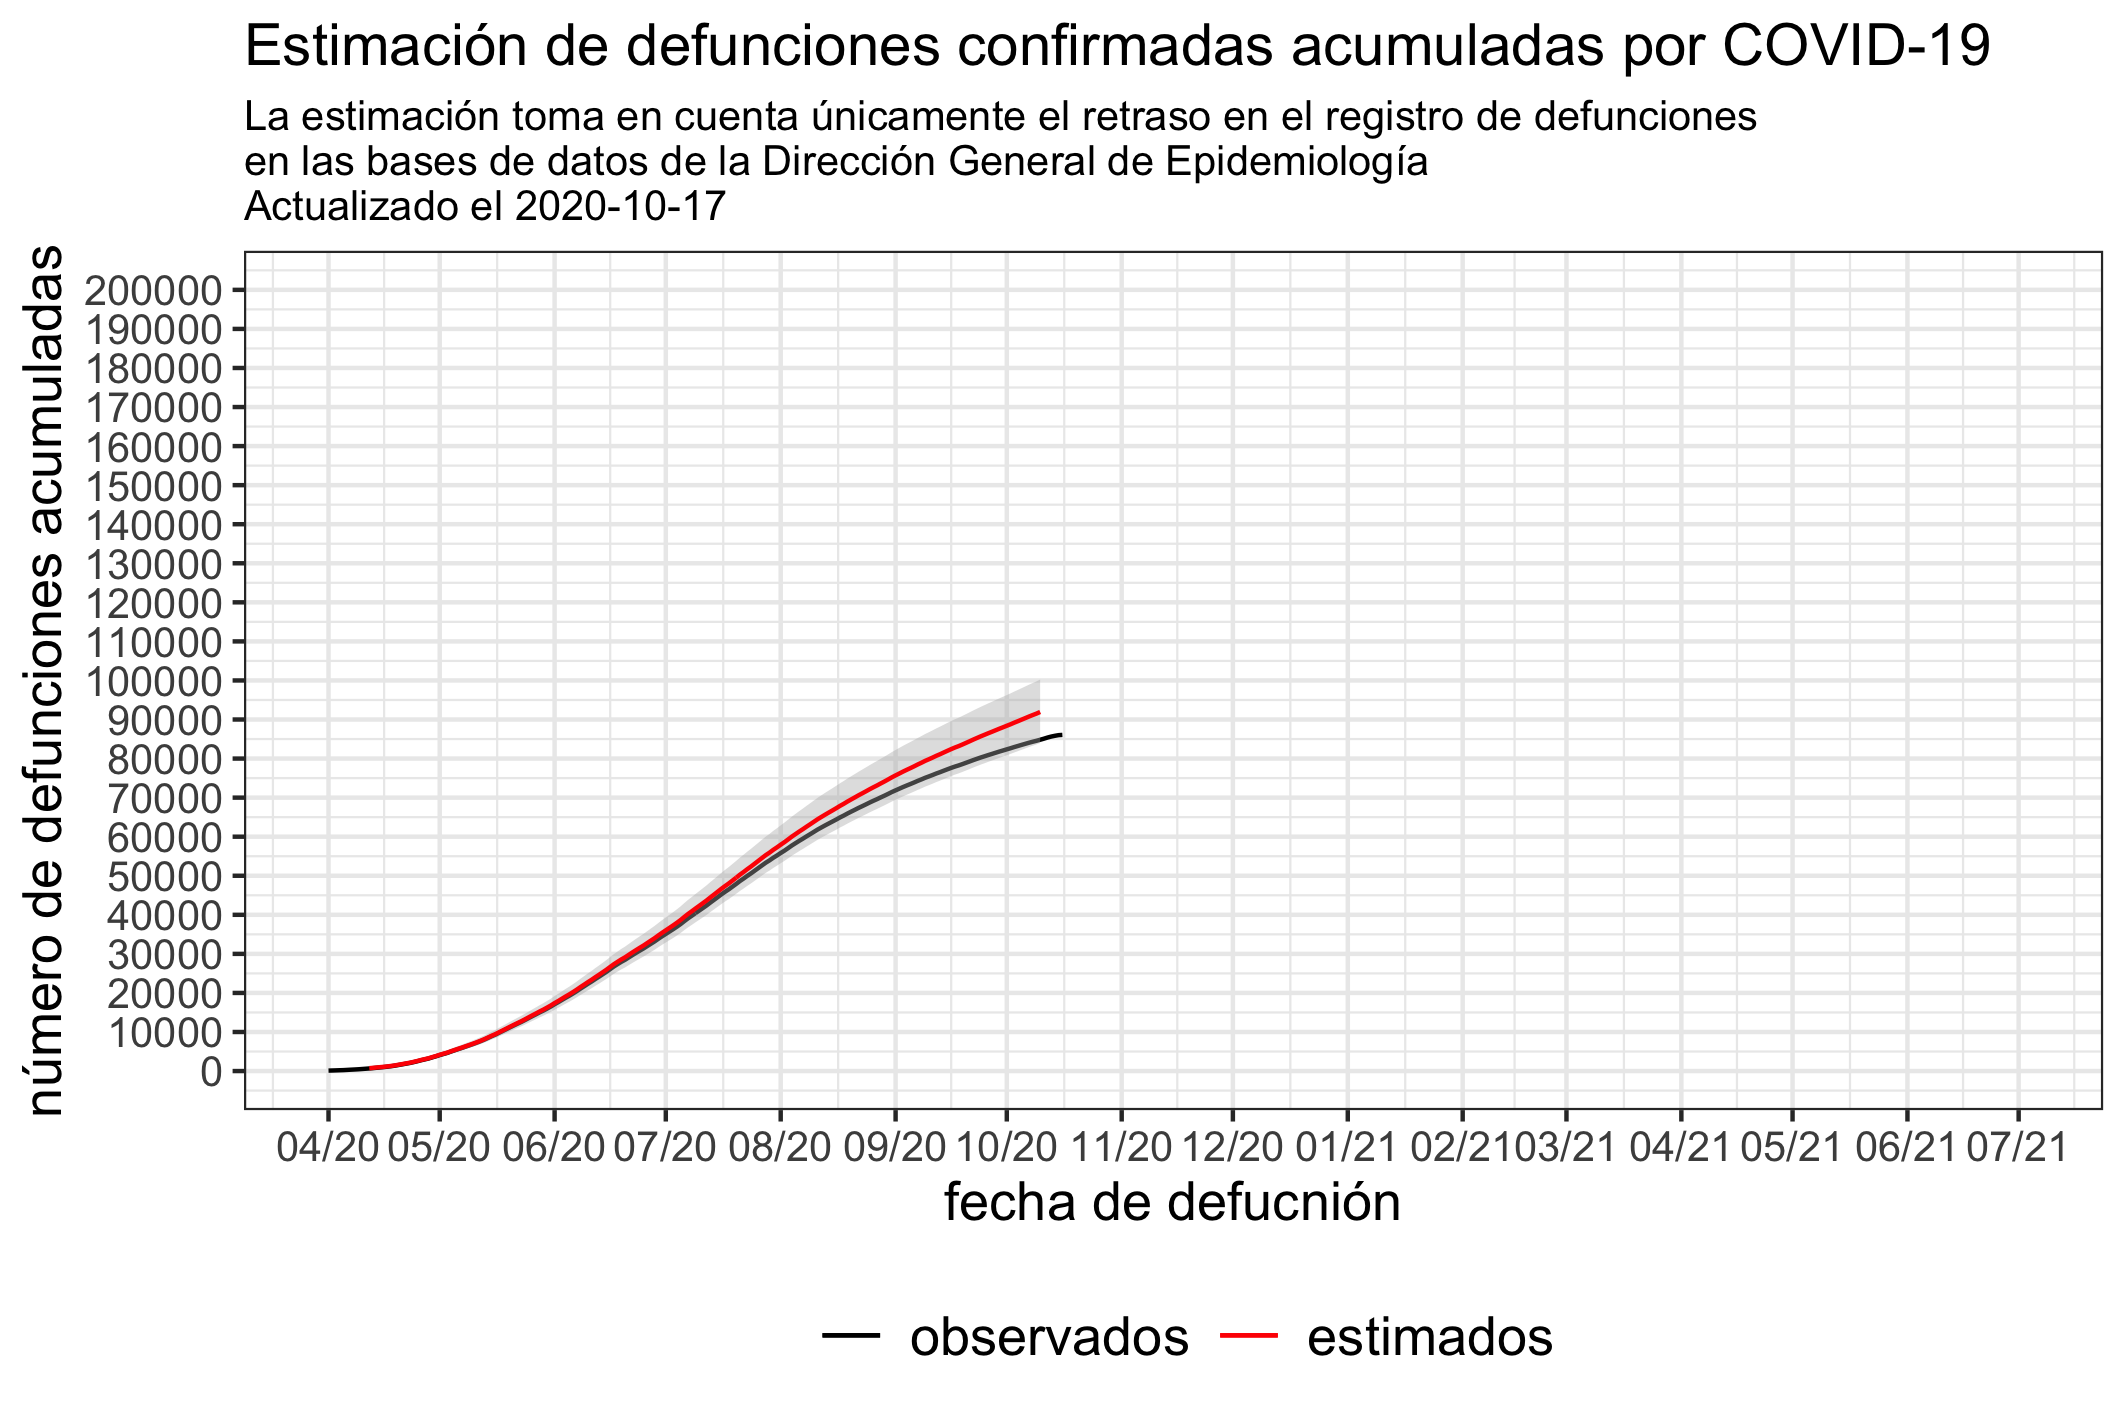 Estimación de defunciones confirmadas acumuladas por COVID-19
La estimación toma en cuenta únicamente el retraso en el registro de defunciones
en las bases de datos de la Dirección General de Epidemiología
Actualizado el 2020-10-17
número de defunciones acumuladas
200000
190000
180000
170000
160000
150000
140000
130000
120000
110000
100000
90000
80000
70000
60000
50000
40000
30000
20000
10000
0
04/20 05/20 06/20 07/20 08/20 09/20 10/20 11/20 12/20 01/21 02/21 03/21 04/21 05/21 06/21 07/21
fecha de defucnión
observados estimados